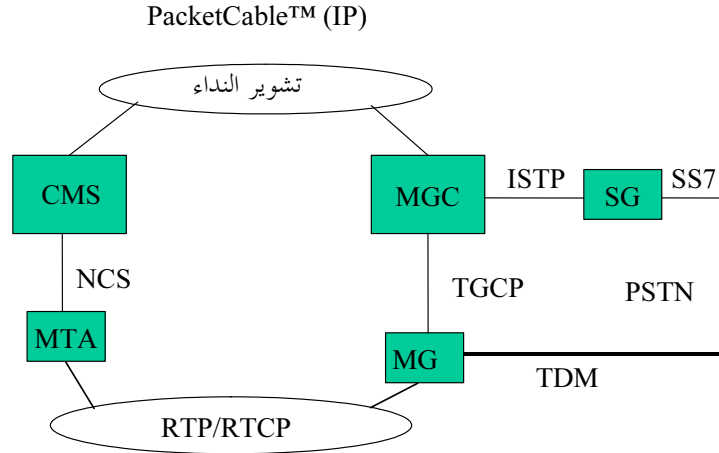 PacketCable™ (IP)
تشوير النداء
CMS
MGC
ISTP
SG
SS7
NCS
TGCP
PSTN
MTA
MG
TDM
RTP/RTCP